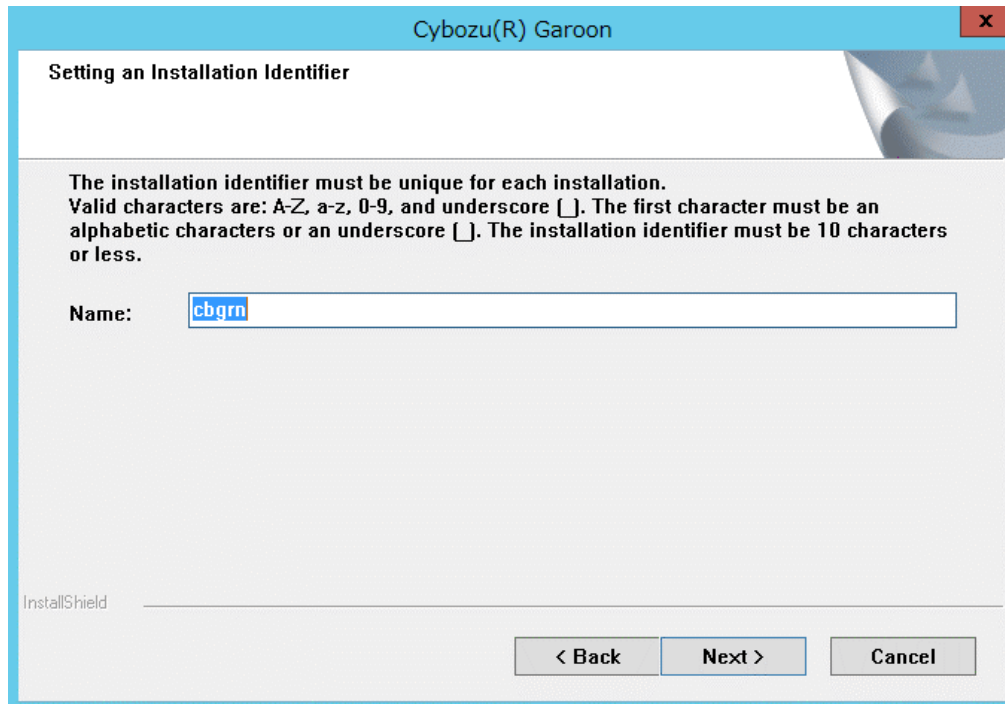 Cybozu(R) Garoon
x
Setting an Installation Identifier
The installation identifier must be unique for each installation.
Valid characters are: A-Z, a-z, 0-9, and underscore (_). The first character must be an
alphabetic characters or an underscore (_). The installation identifier must be 10 characters
or less.
Name: cbgrn
InstallShield
< Back Next > Cancel